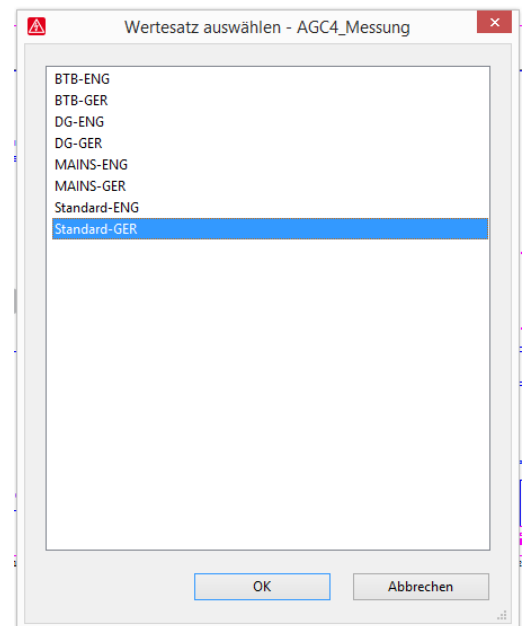 Wertesatz auswählen - AGC4_Messung
BTB-ENG
BTB-GER
DG-ENG
DG-GER
MAINS-ENG
MAINS-GER
Standard-ENG
Standard-GER
OK
Abbrechen